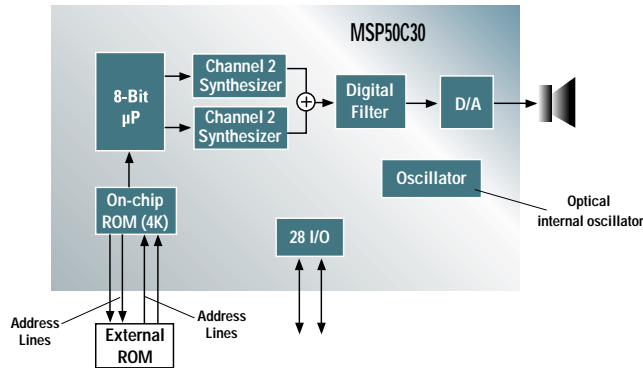 MSP50C30
8-Bit
µP
Channel 2
Synthesizer
Channel 2
Synthesizer
+
Digital
Filter
D/A
Oscillator
Optical
internal oscillator
On-chip
ROM (4K)
28 I/O
Address
Lines
Address
Lines
External
ROM